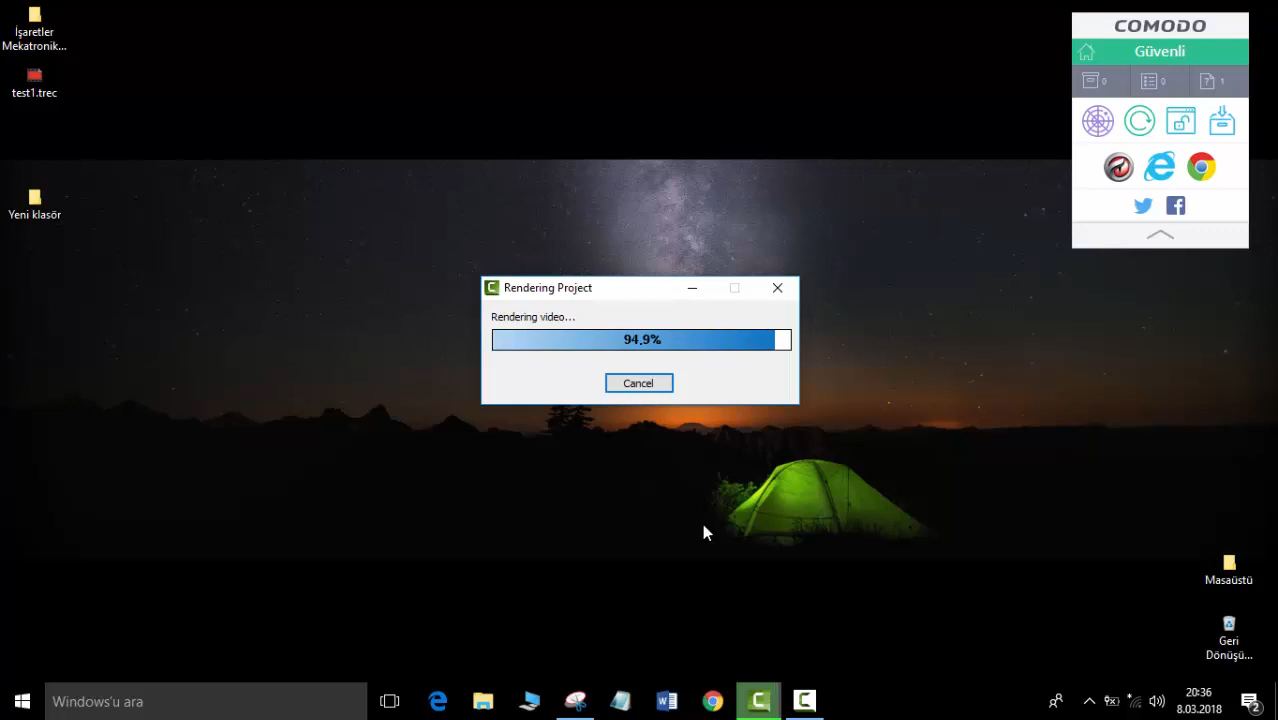 İşaretler
Mekatronik...
test1.trec
Yeni klasör
COMODO
Güvenli
0
0
1
Rendering Project
Rendering video...
94.9%
Cancel
Masaüstü
Geri
Dönüşü...
Windows'u ara
20:36
8.03.2018
2